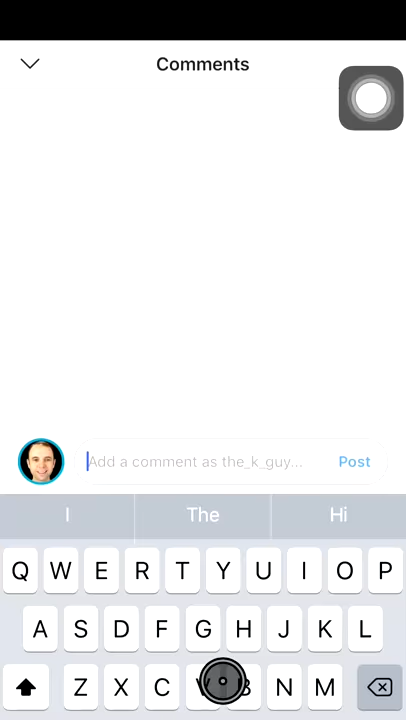 Comments
Add a comment as the_k_guy...
Post
I The Hi
Q W E R T Y U I O P
A S D F G H J K L
Z X C V B N M